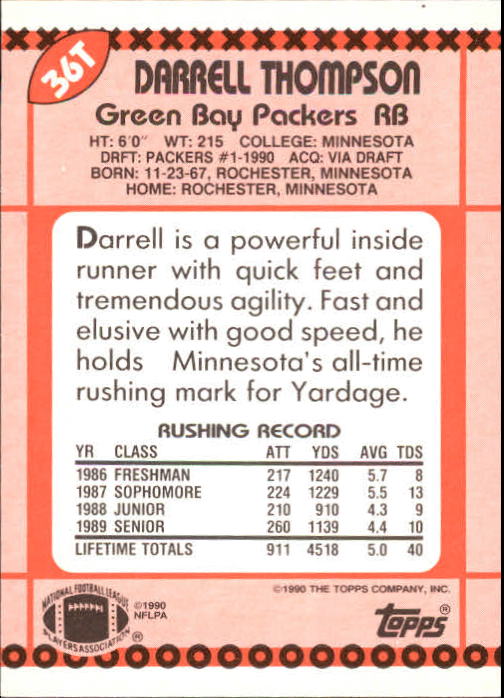 36T
DARRELL THOMPSON
Green Bay Packers RB
HT: 6'0" WT: 215 COLLEGE: MINNESOTA
DRFT: PACKERS #1-1990 ACQ: VIA DRAFT
BORN: 11-23-67, ROCHESTER, MINNESOTA
HOME: ROCHESTER, MINNESOTA
Darrell is a powerful inside
runner with quick feet and
tremendous agility. Fast and
elusive with good speed, he
holds Minnesota's all-time
rushing mark for Yardage.
RUSHING RECORD
YR CLASS ATT YDS AVG TDS
1986 FRESHMAN 217 1240 5.7 8
1987 SOPHOMORE 224 1229 5.5 13
1988 JUNIOR 210 910 4.3 9
1989 SENIOR 260 1139 4.4 10
LIFETIME TOTALS 911 4518 5.0 40
©1990 THE TOPPS COMPANY, INC.
NATIONAL FOOTBALL LEAGUE
PLAYERS ASSOCIATION ®
©1990
NFLPA
TOPPS ®